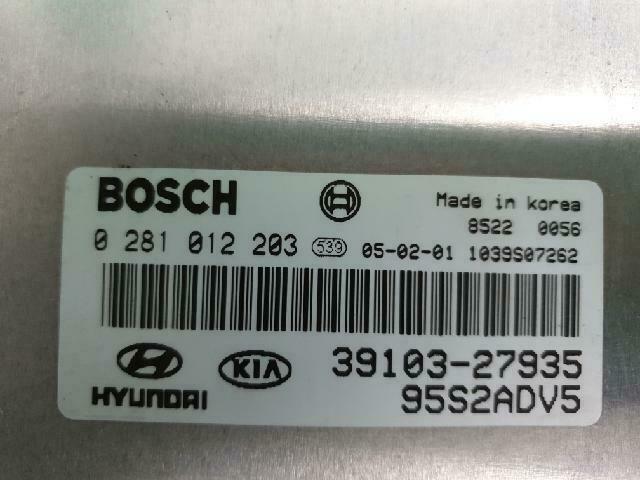 BOSCH
Made in korea
8522 0056
0 281 012 203 539 05-02-01 1039S07262
HYUNDAI KIA 39103-27935
95S2ADV5